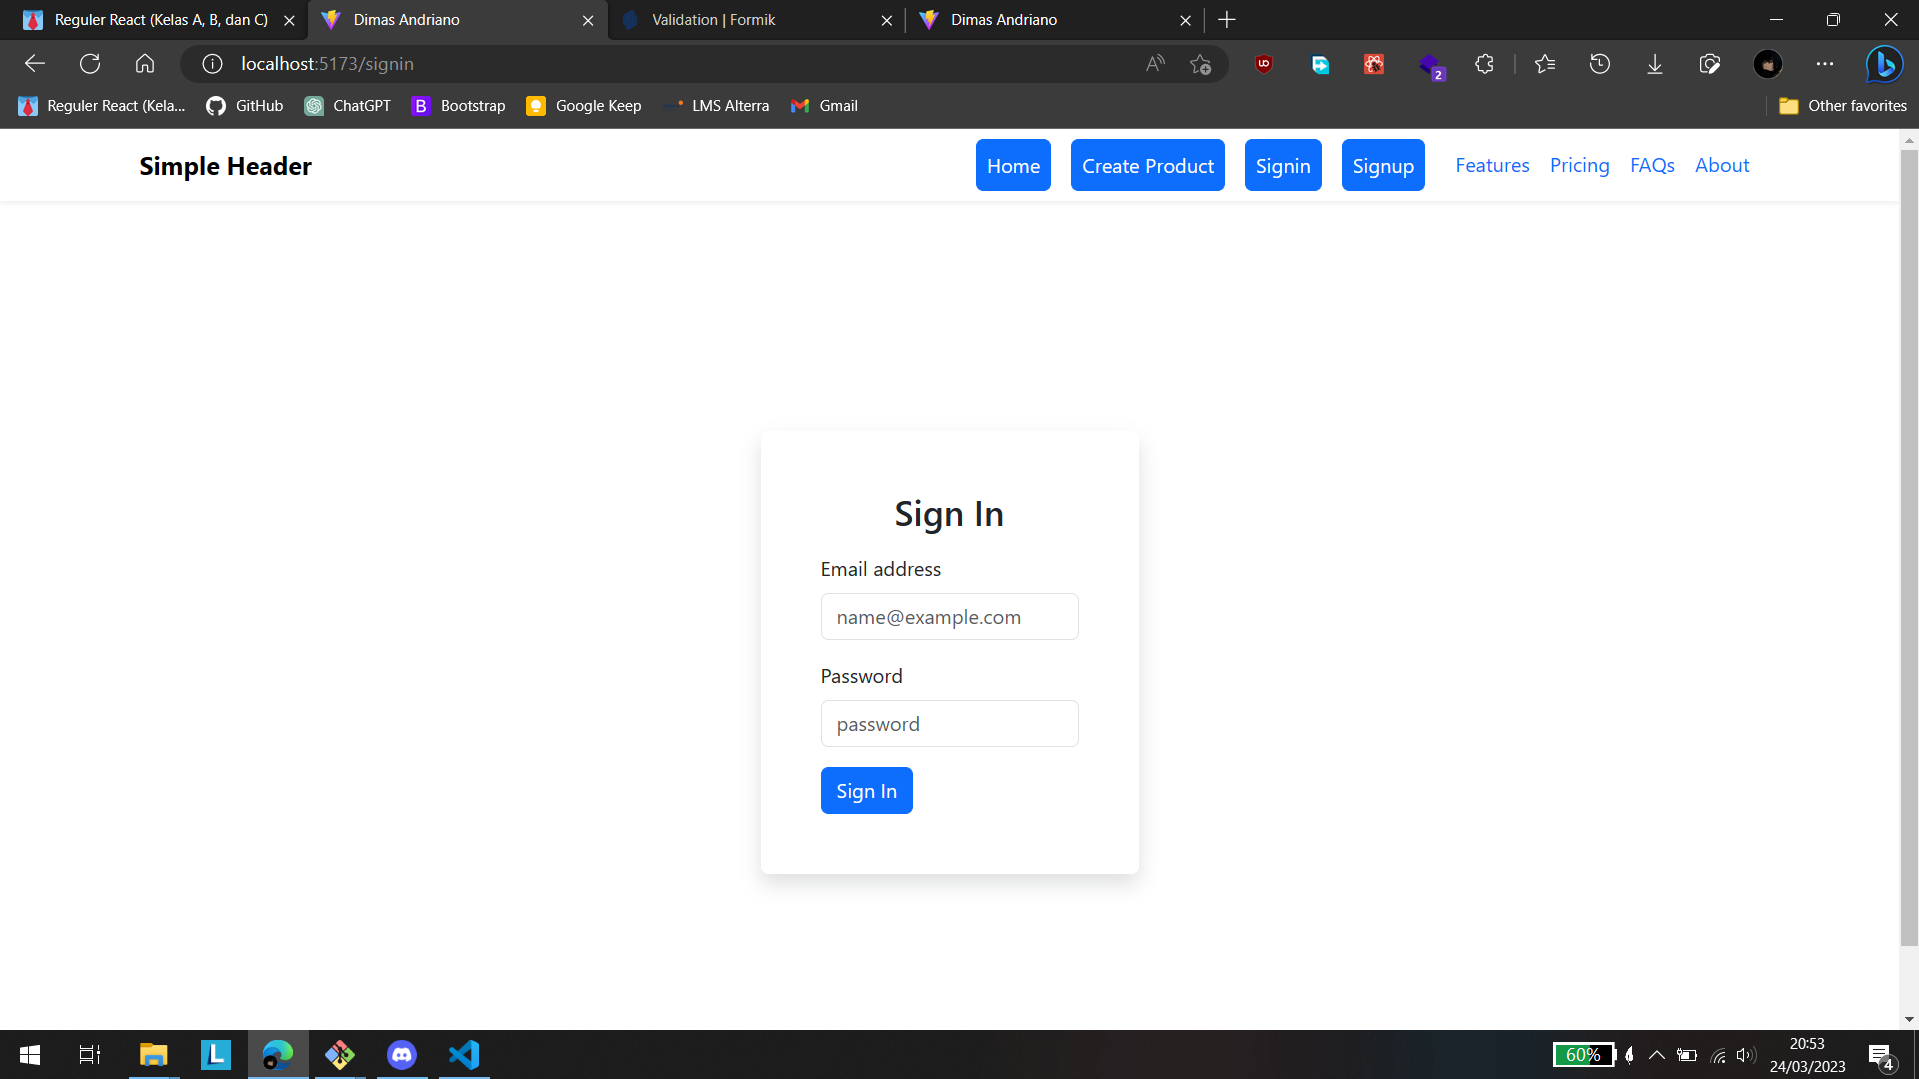 Reguler React (Kelas A, B, dan C)
Dimas Andriano
Validation | Formik
Dimas Andriano
localhost:5173/signin
2
Reguler React (Kela...
GitHub
ChatGPT
B Bootstrap
Google Keep
LMS Alterra
Gmail
Other favorites
Simple Header
Home
Create Product
Signin
Signup
Features
Pricing
FAQs
About
Sign In
Email address
name@example.com
Password
password
Sign In
L
60%
20:53
24/03/2023
4